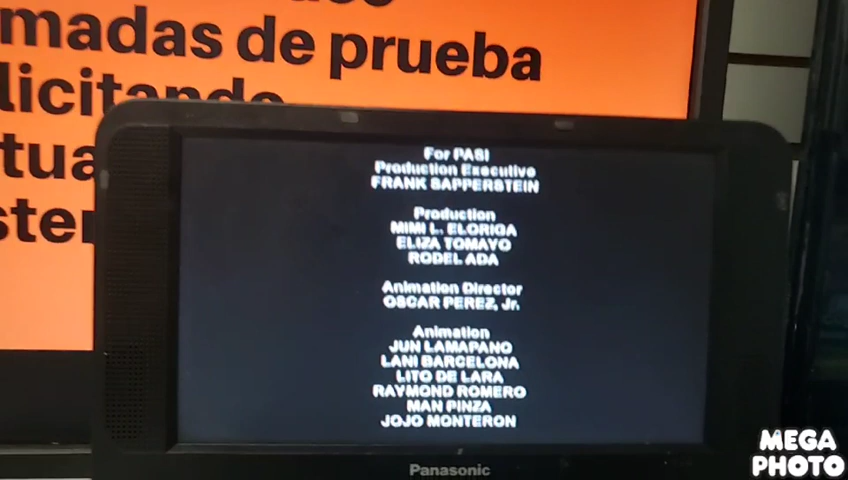 madas de prueba
licitando
tua
ster
For PASI
Production Executive
FRANK SAPPERSTEIN
Production
MIMI L. ELORIGA
ELIZA TOMAYO
RODEL ADA
Animation Director
OSCAR PEREZ, Jr.
Animation
JUN LAMAPANO
LANI BARCELONA
LITO DE LARA
RAYMOND ROMERO
MAN PINZA
JOJO MONTERON
Panasonic
MEGA
PHOTO